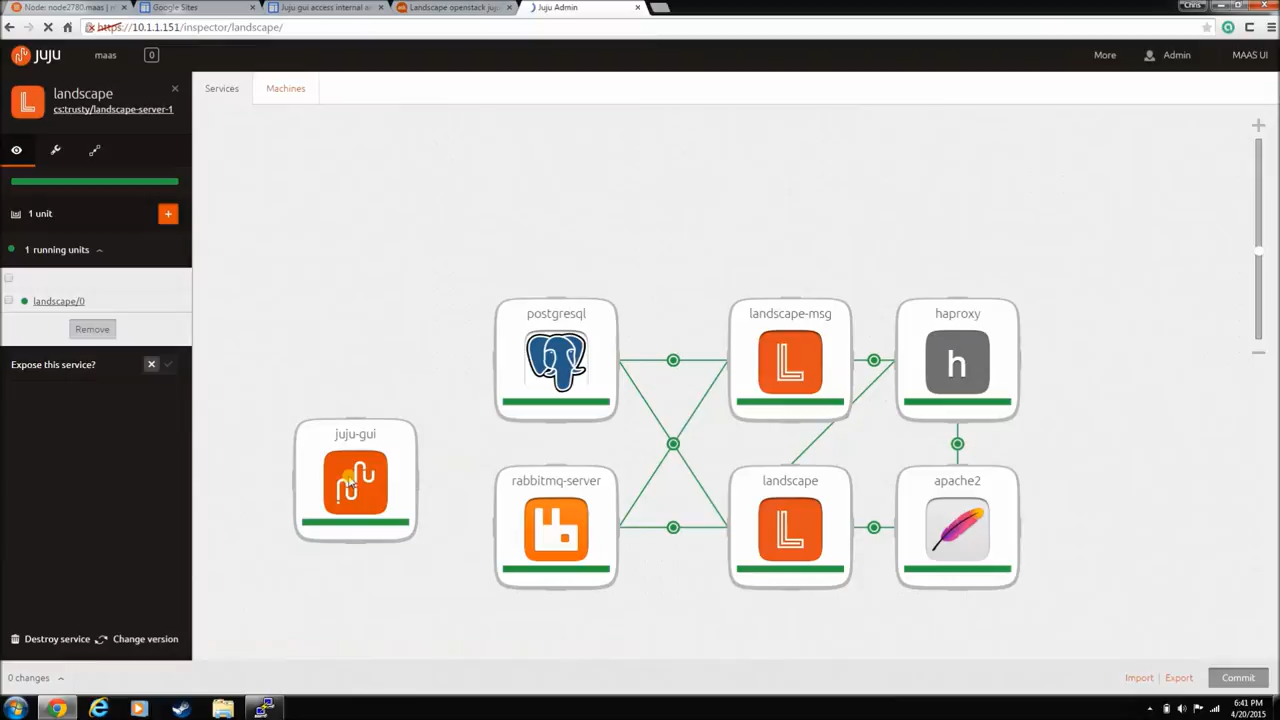 Node: node2780.maas | n
Google Sites
Juju gui access internal a
Landscape openstack juju
Juju Admin
Chris
https://10.1.1.151/inspector/landscape/
juju
maas
0
More
Admin
MAAS UI
landscape
cs:trusty/landscape-server-1
Services
Machines
1 unit
+
1 running units
landscape/0
Remove
Expose this service?
postgresql
landscape-msg
haproxy
h
juju-gui
rabbitmq-server
landscape
apache2
Destroy service
Change version
0 changes
Import
Export
Commit
6:41 PM
4/20/2015